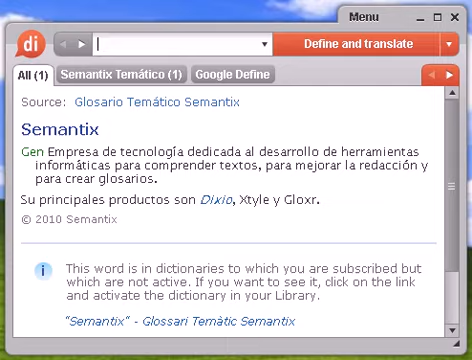 Menu
di
Define and translate
All (1)
Semantix Temático (1)
Google Define
Source: Glosario Temático Semantix
Semantix
Gen Empresa de tecnología dedicada al desarrollo de herramientas
informáticas para comprender textos, para mejorar la redacción y
para crear glosarios.
Su principales productos son Dixio, Xtyle y Gloxr.
© 2010 Semantix
i
This word is in dictionaries to which you are subscribed but
which are not active. If you want to see it, click on the link
and activate the dictionary in your Library.
"Semantix" - Glossari Temàtic Semantix